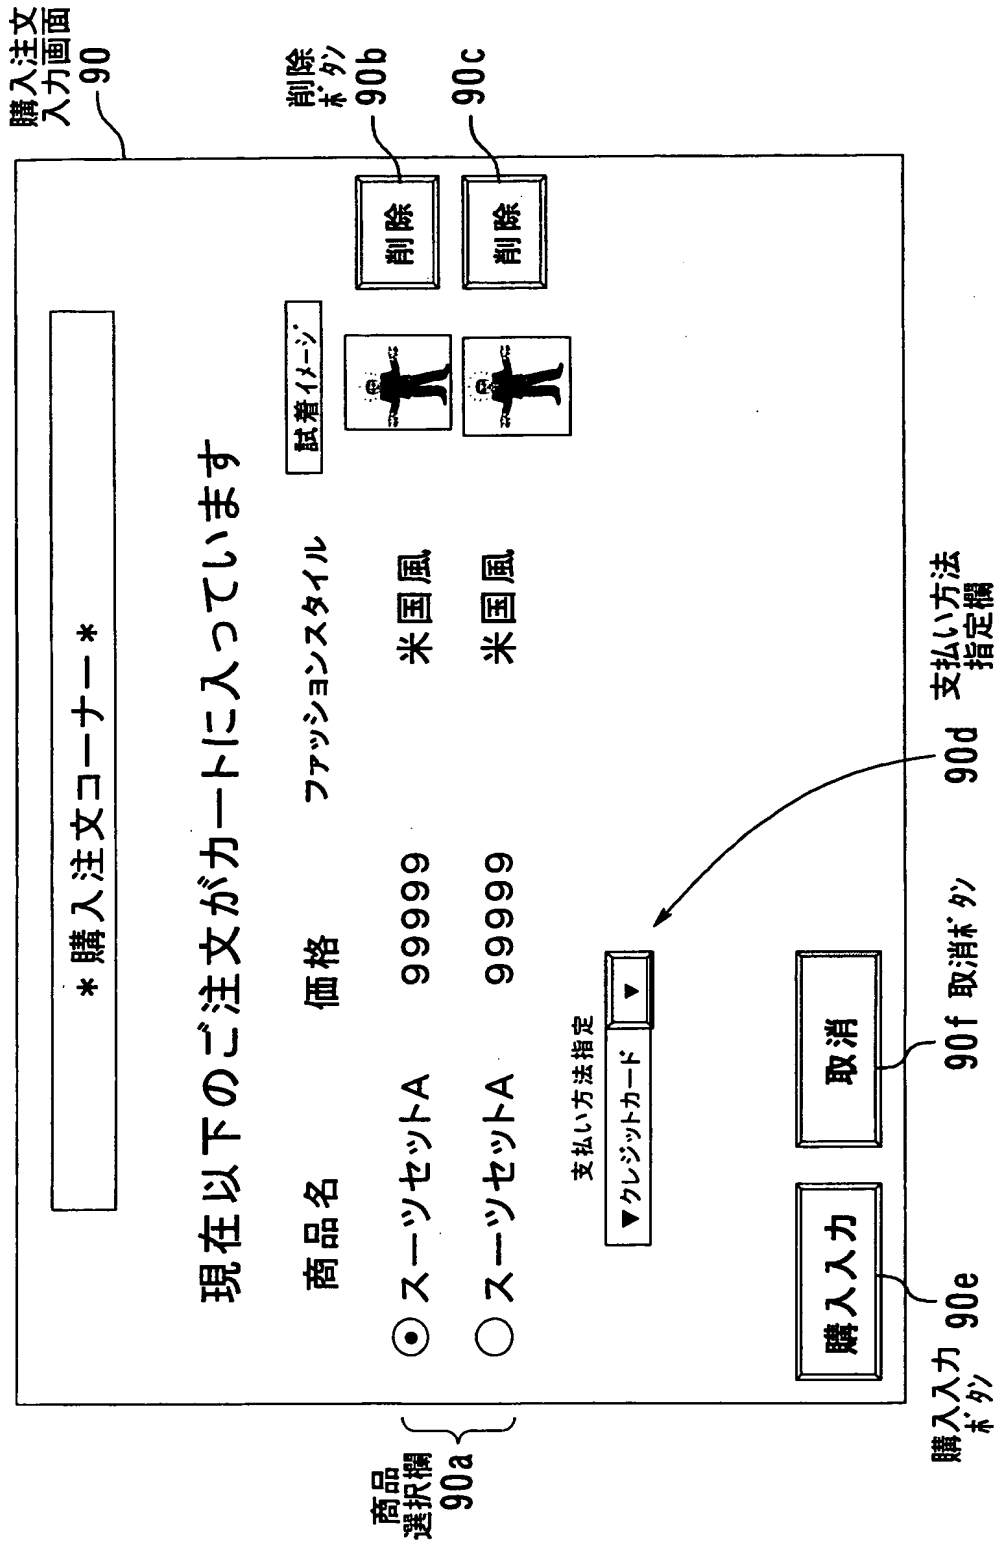 購入注文
入力画面
90
＊購入注文コーナー＊
現在以下のご注文がカートに入っています
商品名 価格 ファッションスタイル 試着イメージ
削除
ボタン
90b
スーツセットA 99999 米国風 削除
90c
スーツセットA 99999 米国風 削除
商品
選択欄
90a
支払い方法指定
▼クレジットカード ▼
購入入力 取消
購入入力
ボタン
90e
90f 取消ボタン
90d
支払い方法
指定欄